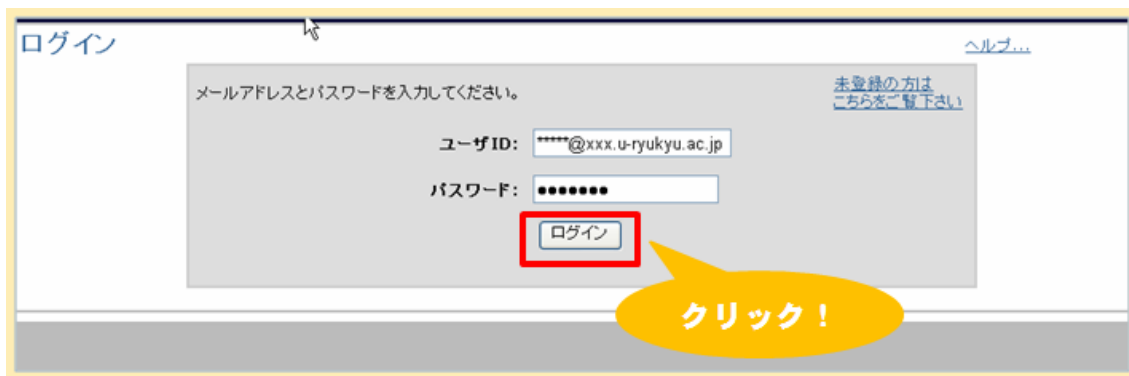 ログイン
ヘルプ...
メールアドレスとパスワードを入力してください。
未登録の方は
こちらをご覧下さい
ユーザID: *****@xxx.u-ryukyu.ac.jp
パスワード: ●●●●●●●
ログイン
クリック！